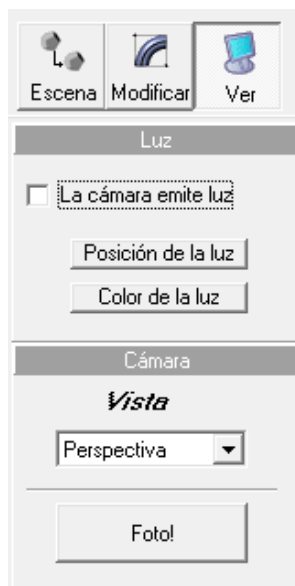 Escena Modificar Ver
Luz
La cámara emite luz
Posición de la luz
Color de la luz
Cámara
Vista
Perspectiva
Foto!